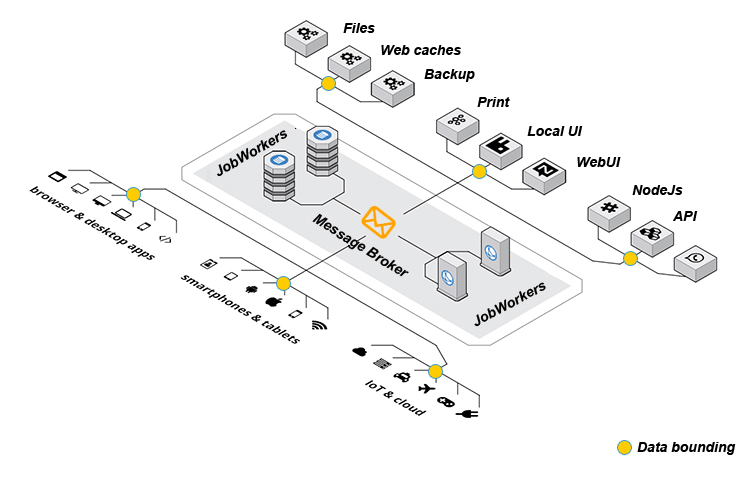 Files
Web caches
Backup
Print
Local UI
WebUI
NodeJs
API
JobWorkers
Message Broker
JobWorkers
browser & desktop apps
smartphones & tablets
IoT & cloud
Data bounding